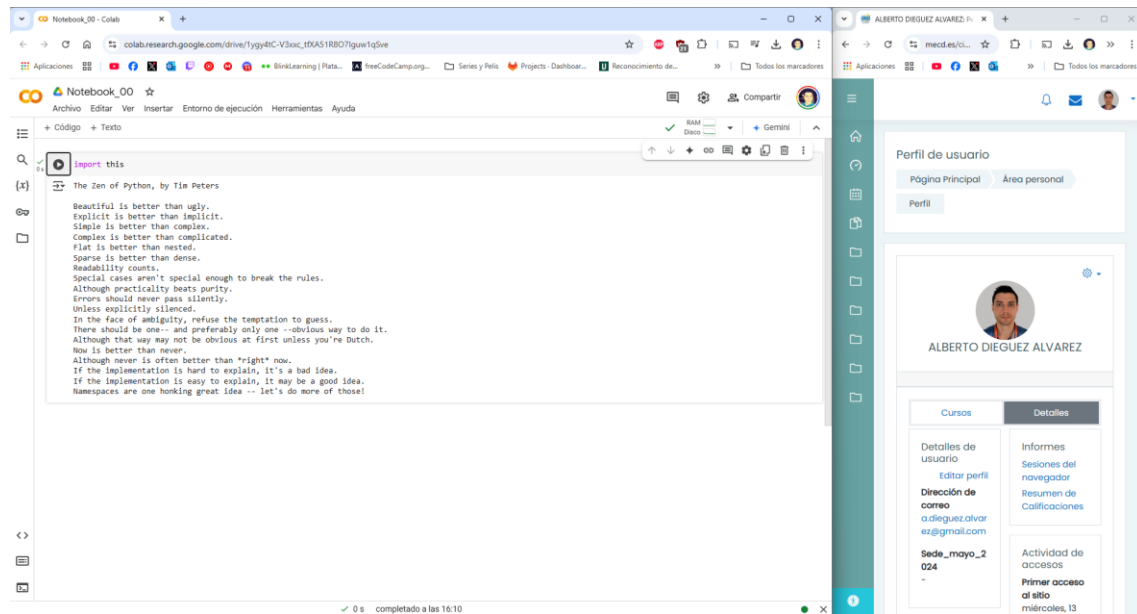 Notebook_00 - Colab
colab.research.google.com/drive/1ygy4tC-V3xxc_tfXA51R8O7Iguw1qSve
Aplicaciones
BlinkLearning | Plata...
freeCodeCamp.org...
Series y Pelis
Projects - Dashboar...
Reconocimiento de...
Todos los marcadores
Notebook_00
Archivo Editar Ver Insertar Entorno de ejecución Herramientas Ayuda
Compartir
+ Código + Texto
RAM
Disco
Gemini
0 s
import this
The Zen of Python, by Tim Peters
Beautiful is better than ugly.
Explicit is better than implicit.
Simple is better than complex.
Complex is better than complicated.
Flat is better than nested.
Sparse is better than dense.
Readability counts.
Special cases aren't special enough to break the rules.
Although practicality beats purity.
Errors should never pass silently.
Unless explicitly silenced.
In the face of ambiguity, refuse the temptation to guess.
There should be one-- and preferably only one --obvious way to do it.
Although that way may not be obvious at first unless you're Dutch.
Now is better than never.
Although never is often better than *right* now.
If the implementation is hard to explain, it's a bad idea.
If the implementation is easy to explain, it may be a good idea.
Namespaces are one honking great idea -- let's do more of those!
{x}
0 s completado a las 16:10
ALBERTO DIEGUEZ ALVAREZ:
mecd.es/ci...
Aplicaciones
Todos los marcadores
Perfil de usuario
Página Principal
Área personal
Perfil
ALBERTO DIEGUEZ ALVAREZ
Cursos
Detalles
Detalles de
usuario
Editar perfil
Dirección de
correo
a.dieguez.alvar
ez@gmail.com
Sede_mayo_2
024
-
Informes
Sesiones del
navegador
Resumen de
Calificaciones
Actividad de
accesos
Primer acceso
al sitio
miércoles, 13